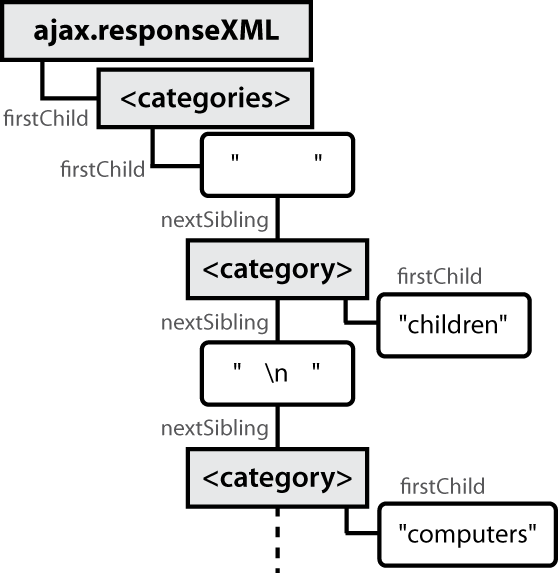 ajax.responseXML
firstChild
<categories>
firstChild
" "
nextSibling
<category>
firstChild
"children"
nextSibling
" \n "
nextSibling
<category>
firstChild
"computers"